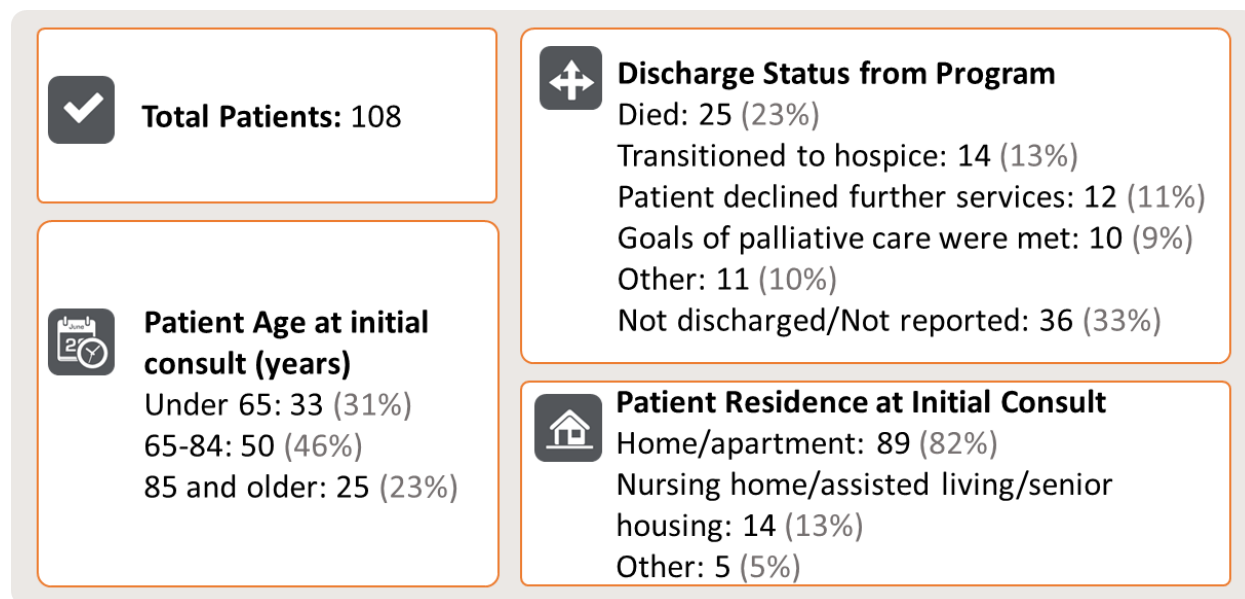 Total Patients: 108
Patient Age at initial
consult (years)
Under 65: 33 (31%)
65-84: 50 (46%)
85 and older: 25 (23%)
Discharge Status from Program
Died: 25 (23%)
Transitioned to hospice: 14 (13%)
Patient declined further services: 12 (11%)
Goals of palliative care were met: 10 (9%)
Other: 11 (10%)
Not discharged/Not reported: 36 (33%)
Patient Residence at Initial Consult
Home/apartment: 89 (82%)
Nursing home/assisted living/senior
housing: 14 (13%)
Other: 5 (5%)
June